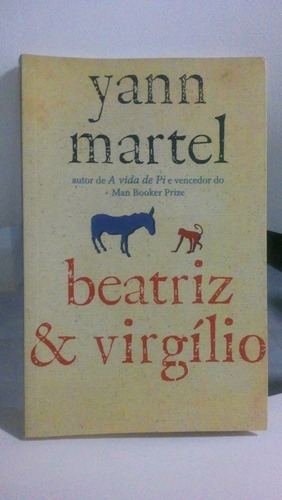 yann
martel
autor de A vida de Pi e vencedor do
Man Booker Prize
beatriz
& virgílio